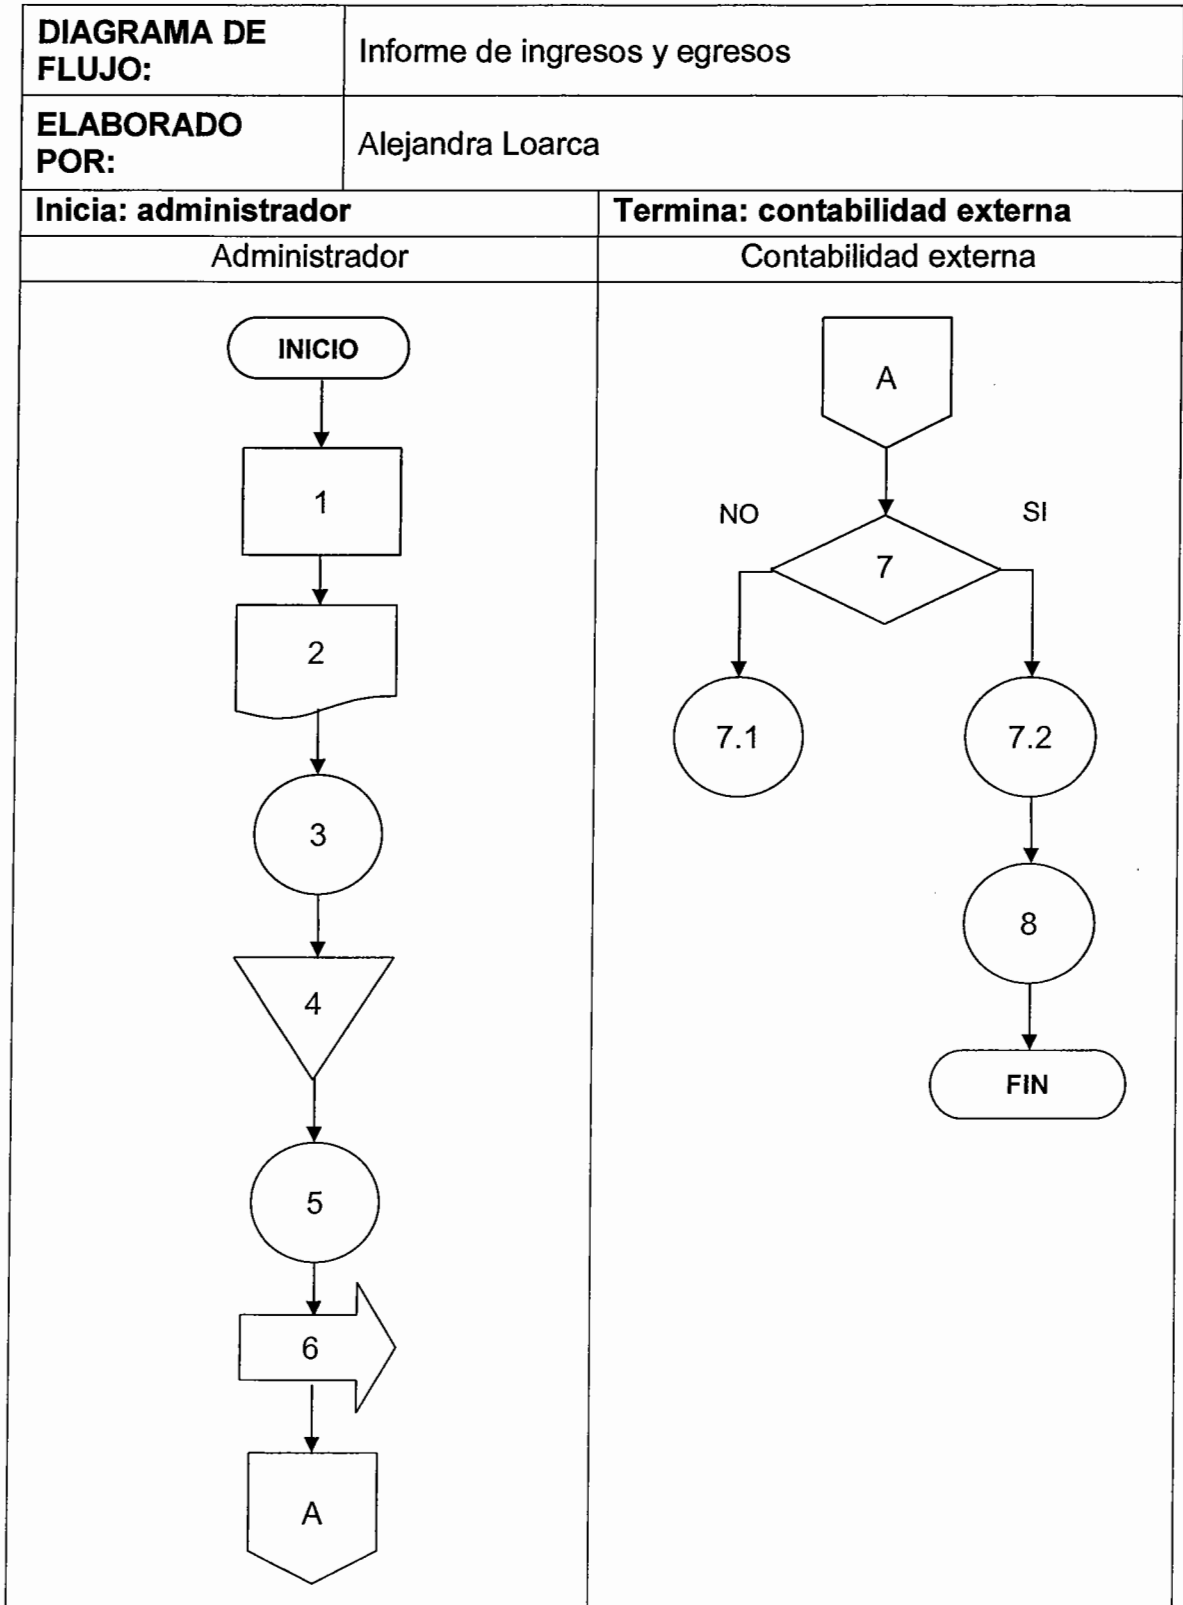 DIAGRAMA DE
FLUJO:
Informe de ingresos y egresos
ELABORADO
POR:
Alejandra Loarca
Inicia: administrador
Termina: contabilidad externa
Administrador
Contabilidad externa
INICIO
1
2
3
4
5
6
A
A
NO
SI
7
7.1
7.2
8
FIN